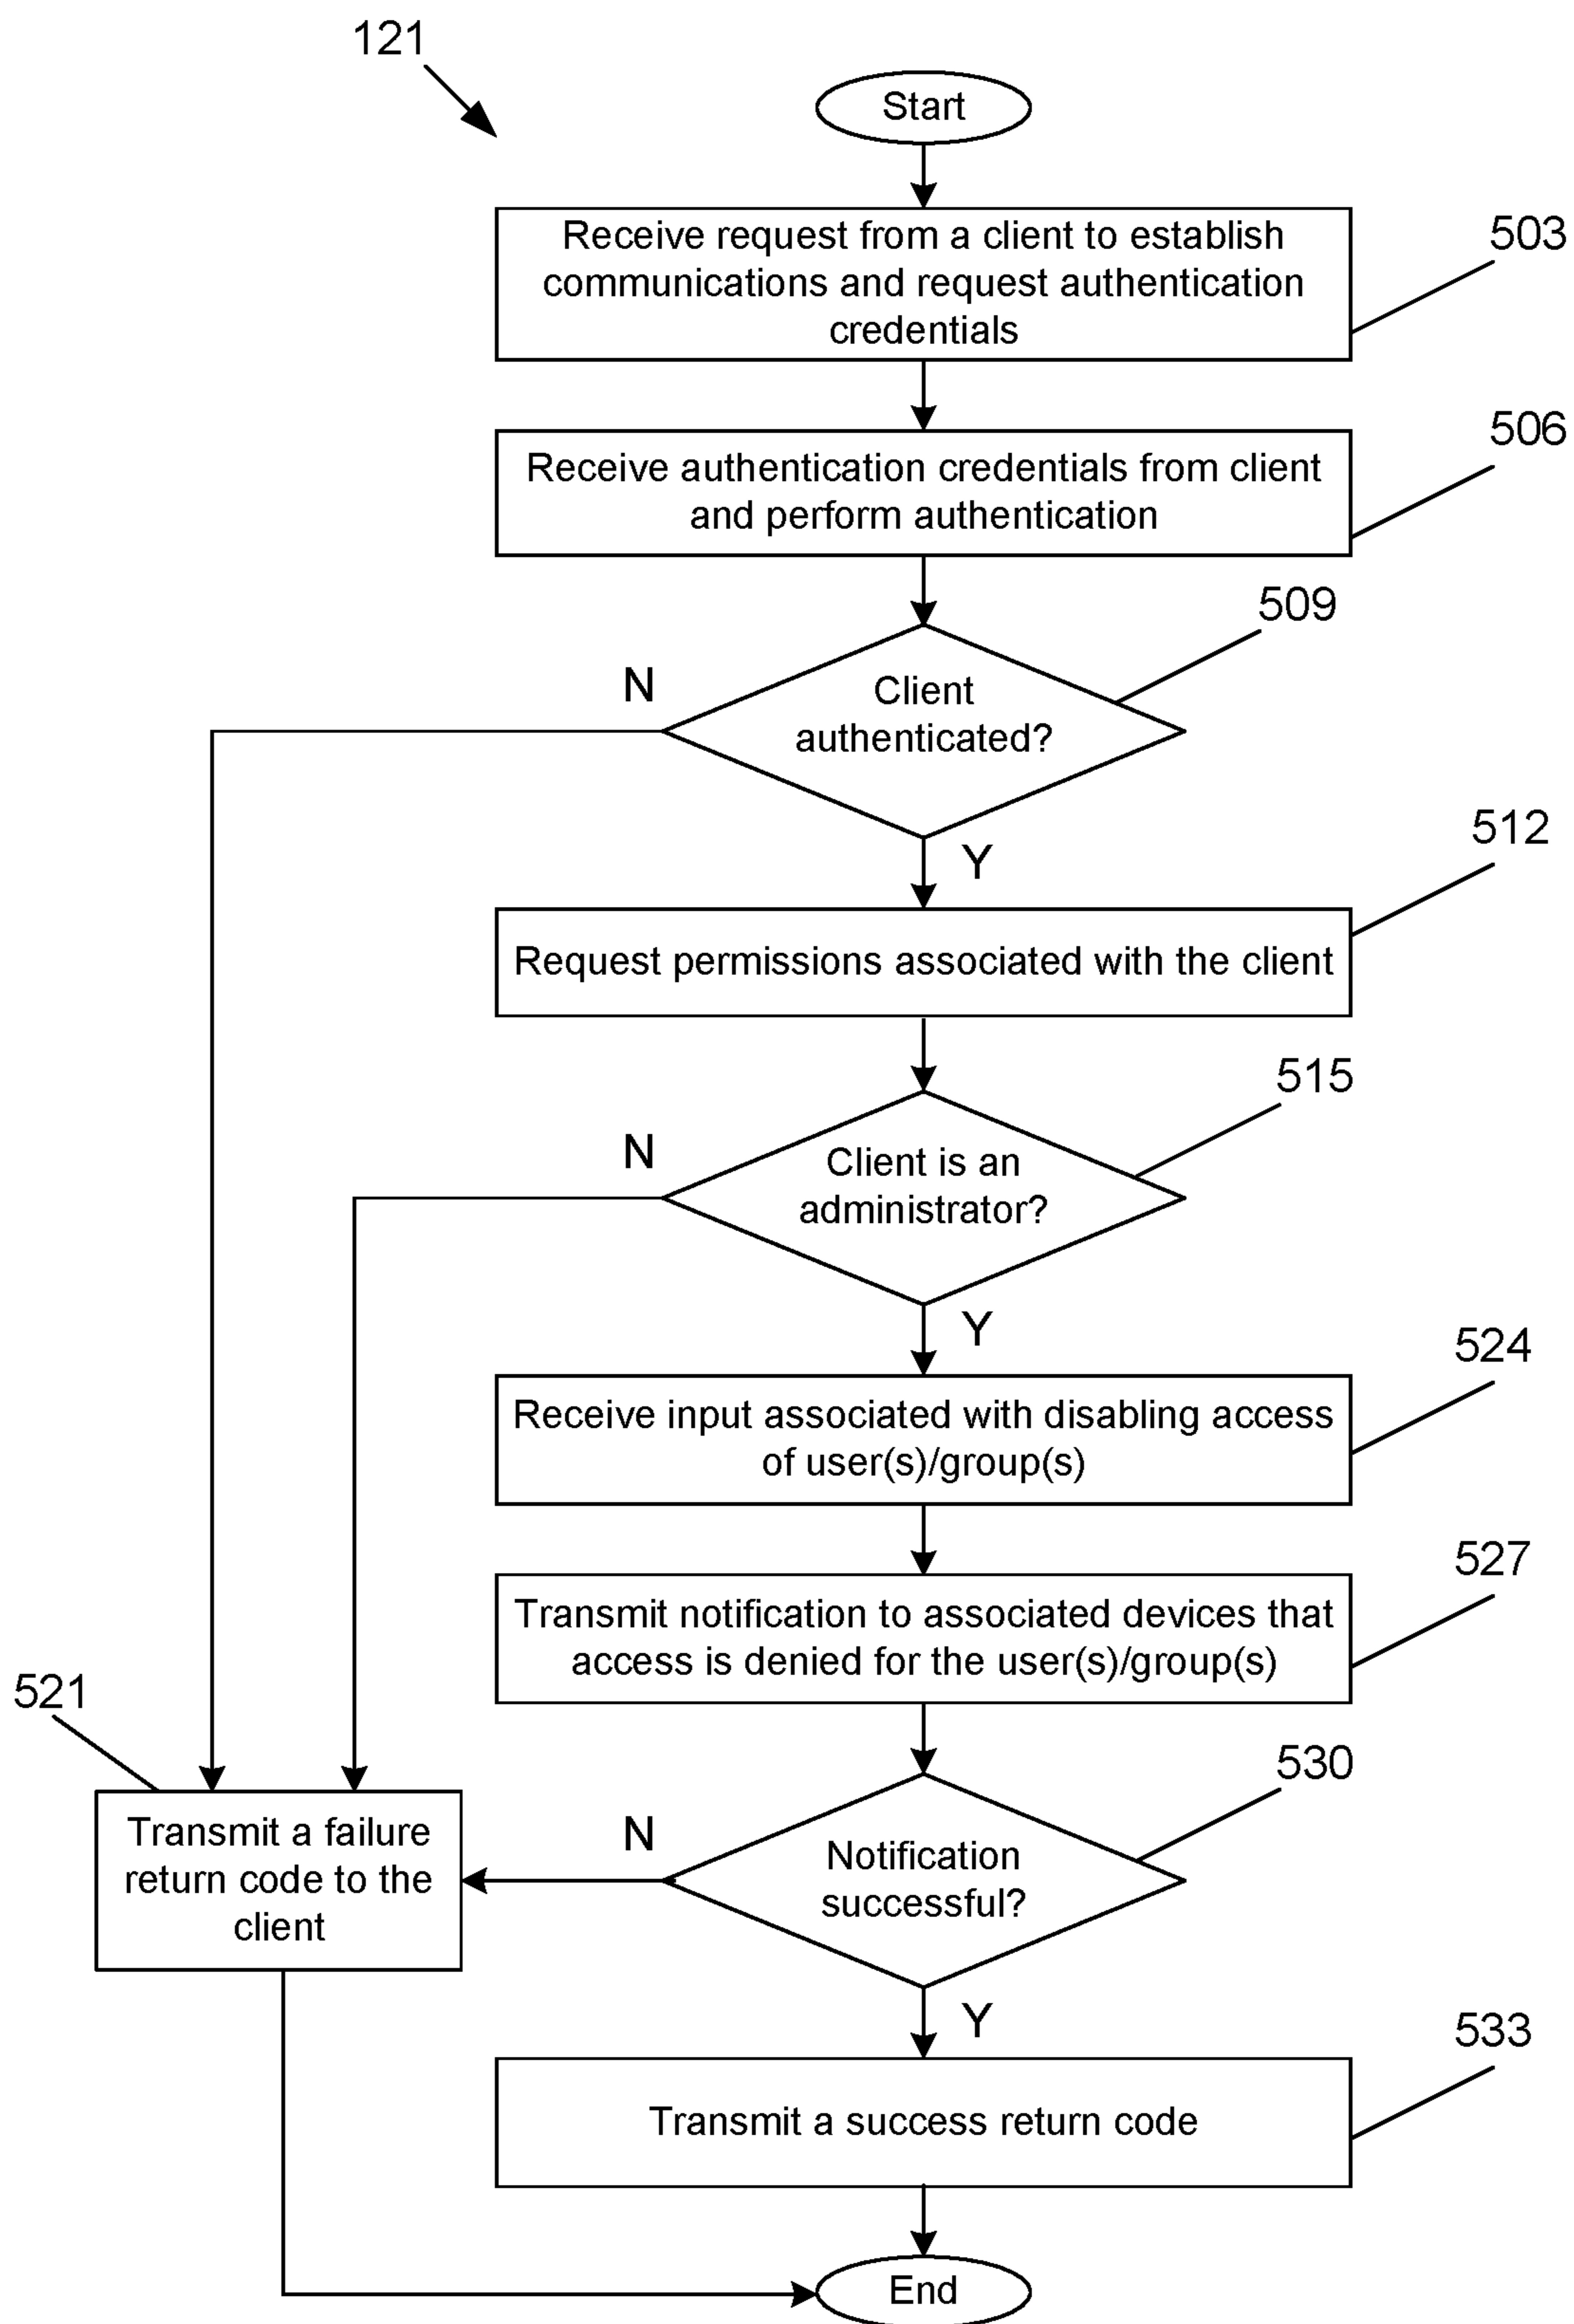 121
Start
Receive request from a client to establish
communications and request authentication
credentials
503
Receive authentication credentials from client
and perform authentication
506
509
N
Client
authenticated?
Y
512
Request permissions associated with the client
515
N
Client is an
administrator?
Y
524
Receive input associated with disabling access
of user(s)/group(s)
527
Transmit notification to associated devices that
access is denied for the user(s)/group(s)
521
530
Transmit a failure
return code to the
client
N
Notification
successful?
Y
533
Transmit a success return code
End